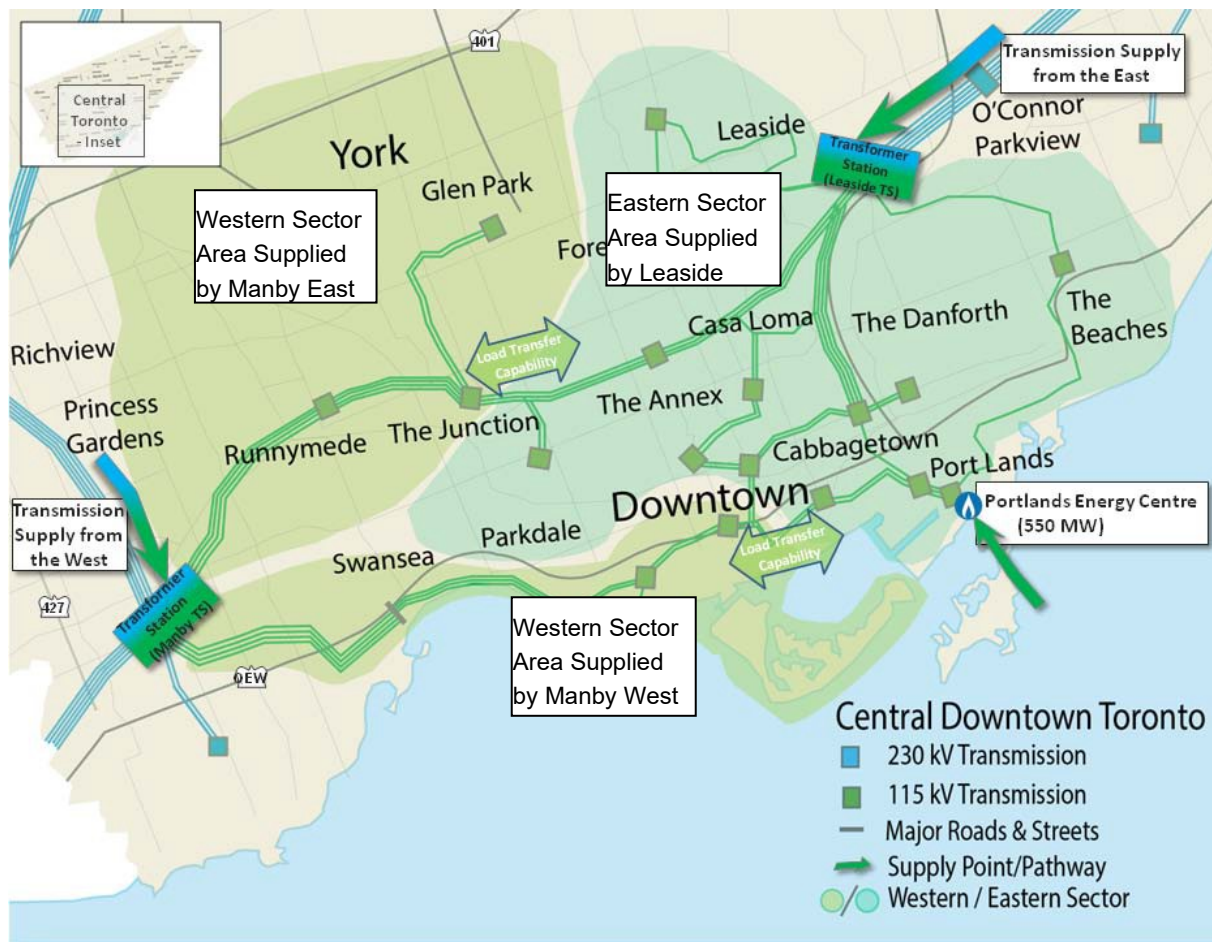 Central
Toronto
- Inset
401
Transmission Supply
from the East
York
Glen Park
Leaside
O'Connor
Parkview
Transformer
Station
(Leaside TS)
Western Sector
Area Supplied
by Manby East
Eastern Sector
Area Supplied
by Leaside
Fore
Richview
Princess
Gardens
Load Transfer
Capability
Casa Loma
The Danforth
The
Beaches
The Annex
Runnymede
The Junction
Cabbagetown
Port Lands
Transmission
Supply from
the West
Downtown
Portlands Energy Centre
(550 MW)
Parkdale
Swansea
Load Transfer
Capability
427
Transformer
Station
(Manby TS)
QEW
Western Sector
Area Supplied
by Manby West
Central Downtown Toronto
230 kV Transmission
115 kV Transmission
Major Roads & Streets
Supply Point/Pathway
Western / Eastern Sector